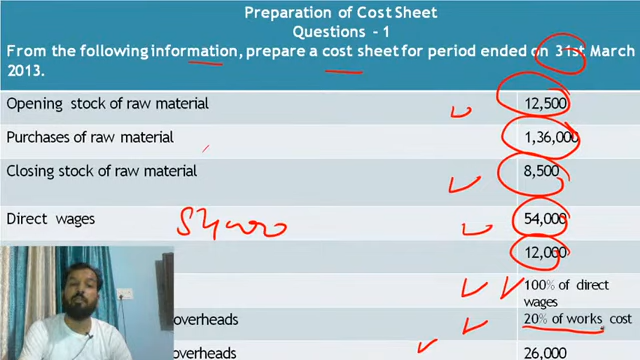 Preparation of Cost Sheet
Questions - 1
From the following information, prepare a cost sheet for period ended on 31st March
2013.
Opening stock of raw material 12,500
Purchases of raw material 1,36,000
Closing stock of raw material 8,500
Direct wages 54000 54,000
12,000
100% of direct
wages
overheads 20% of works cost
26,000